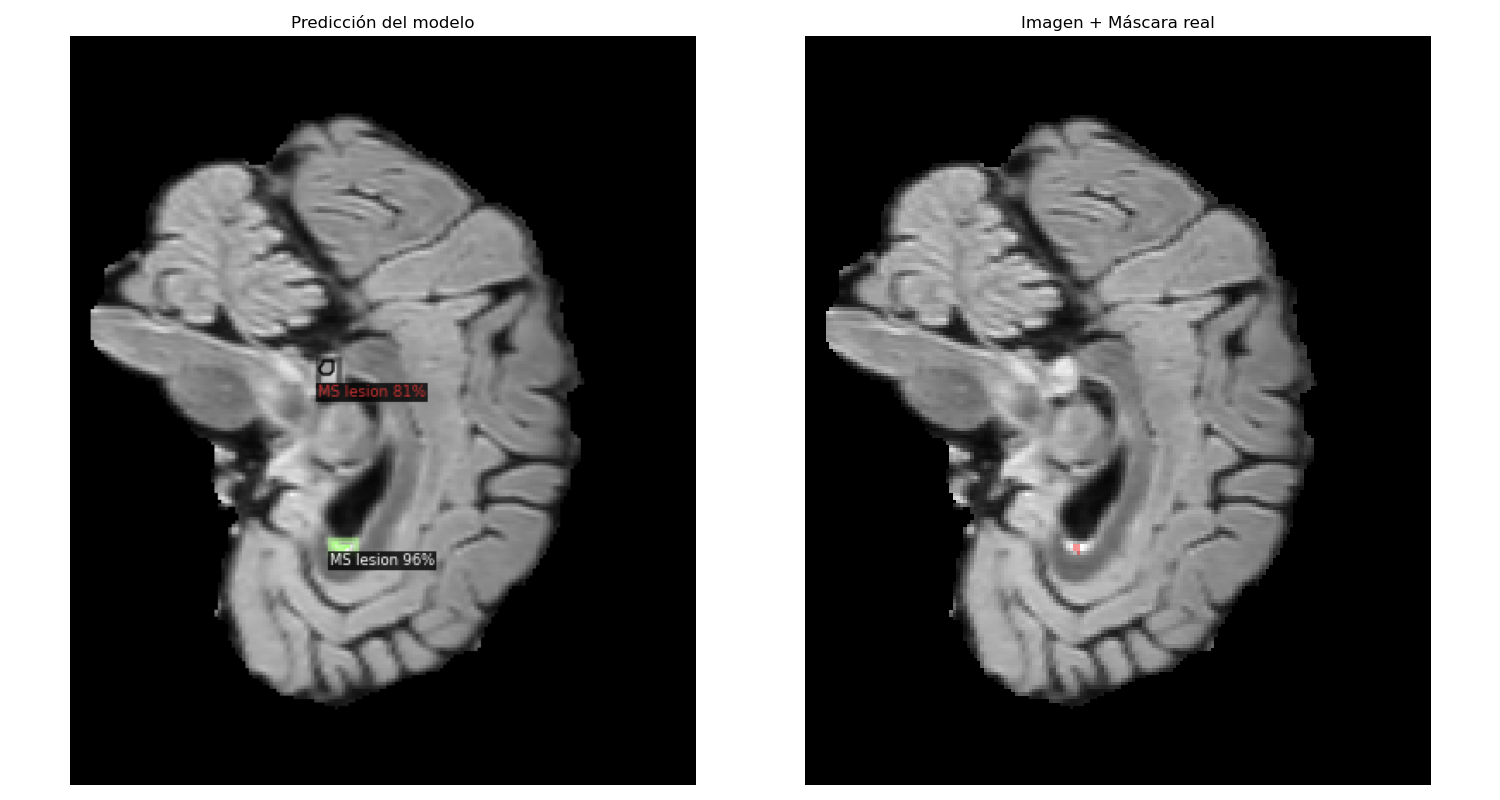 Predicción del modelo
Imagen + Máscara real
MS lesion 81%
MS lesion 96%